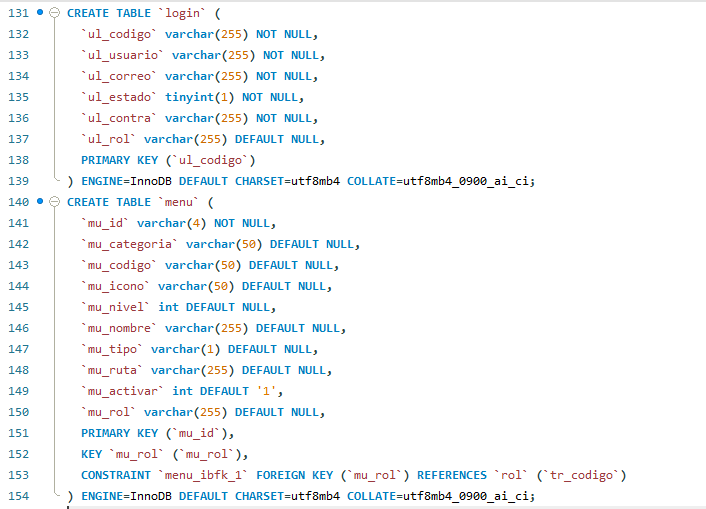 131 CREATE TABLE `login` (
132 `ul_codigo` varchar(255) NOT NULL,
133 `ul_usuario` varchar(255) NOT NULL,
134 `ul_correo` varchar(255) NOT NULL,
135 `ul_estado` tinyint(1) NOT NULL,
136 `ul_contra` varchar(255) NOT NULL,
137 `ul_rol` varchar(255) DEFAULT NULL,
138 PRIMARY KEY (`ul_codigo`)
139 ) ENGINE=InnoDB DEFAULT CHARSET=utf8mb4 COLLATE=utf8mb4_0900_ai_ci;
140 CREATE TABLE `menu` (
141 `mu_id` varchar(4) NOT NULL,
142 `mu_categoria` varchar(50) DEFAULT NULL,
143 `mu_codigo` varchar(50) DEFAULT NULL,
144 `mu_icono` varchar(50) DEFAULT NULL,
145 `mu_nivel` int DEFAULT NULL,
146 `mu_nombre` varchar(255) DEFAULT NULL,
147 `mu_tipo` varchar(1) DEFAULT NULL,
148 `mu_ruta` varchar(255) DEFAULT NULL,
149 `mu_activar` int DEFAULT '1',
150 `mu_rol` varchar(255) DEFAULT NULL,
151 PRIMARY KEY (`mu_id`),
152 KEY `mu_rol` (`mu_rol`),
153 CONSTRAINT `menu_ibfk_1` FOREIGN KEY (`mu_rol`) REFERENCES `rol` (`tr_codigo`)
154 ) ENGINE=InnoDB DEFAULT CHARSET=utf8mb4 COLLATE=utf8mb4_0900_ai_ci;